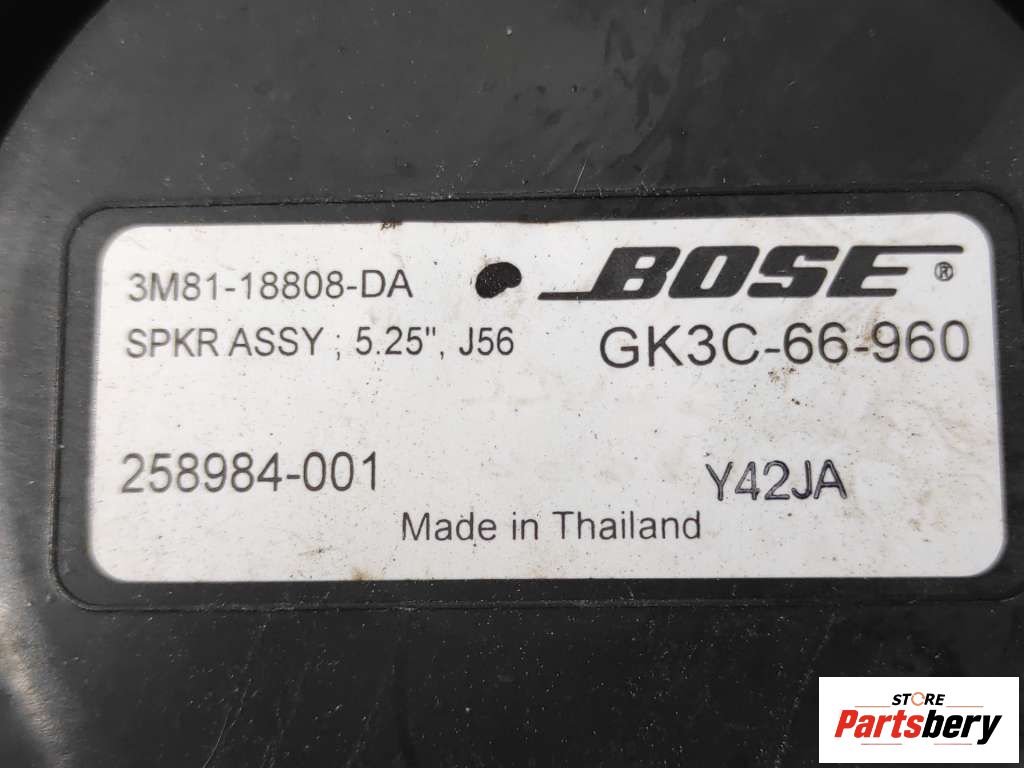 3M81-18808-DA
BOSE®
SPKR ASSY ; 5.25", J56
GK3C-66-960
258984-001
Y42JA
Made in Thailand
STORE
Partsbery